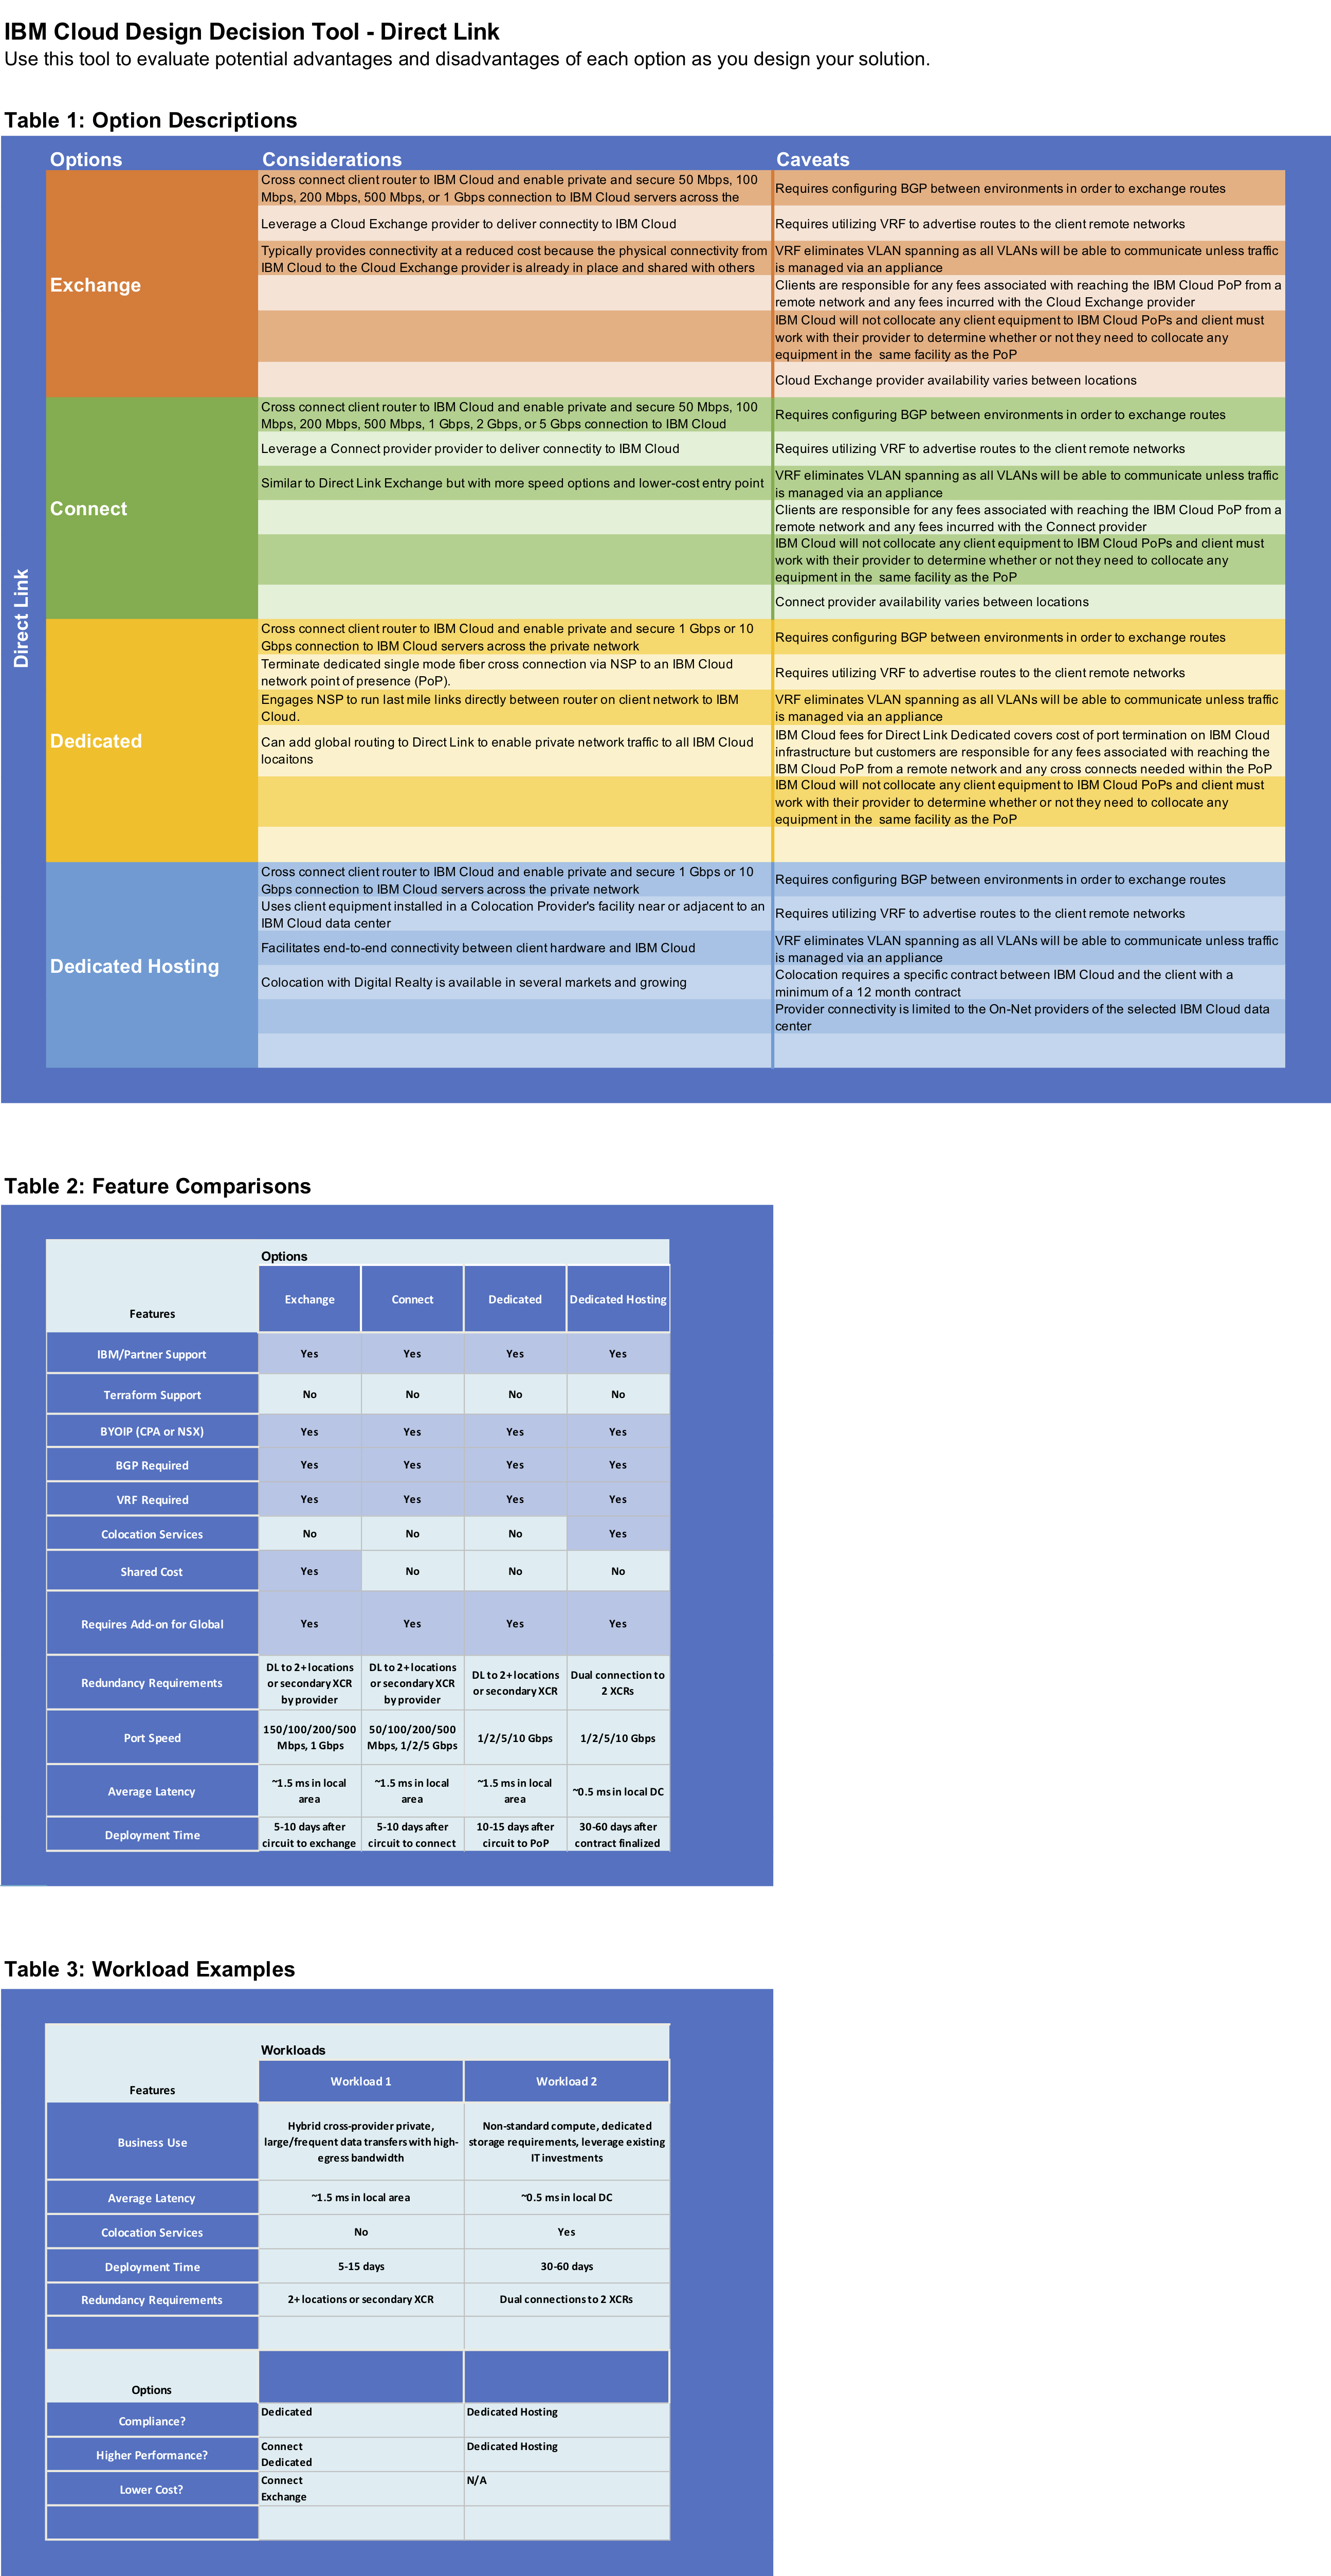 IBM Cloud Design Decision Tool - Direct Link
Use this tool to evaluate potential advantages and disadvantages of each option as you design your solution.
Table 1: Option Descriptions
Options
Considerations
Caveats
Direct Link
Exchange
Cross connect client router to IBM Cloud and enable private and secure 50 Mbps, 100
Mbps, 200 Mbps, 500 Mbps, or 1 Gbps connection to IBM Cloud servers across the
Requires configuring BGP between environments in order to exchange routes
Leverage a Cloud Exchange provider to deliver connectity to IBM Cloud
Requires utilizing VRF to advertise routes to the client remote networks
Typically provides connectivity at a reduced cost because the physical connectivity from
IBM Cloud to the Cloud Exchange provider is already in place and shared with others
VRF eliminates VLAN spanning as all VLANs will be able to communicate unless traffic
is managed via an appliance
Clients are responsible for any fees associated with reaching the IBM Cloud PoP from a
remote network and any fees incurred with the Cloud Exchange provider
IBM Cloud will not collocate any client equipment to IBM Cloud PoPs and client must
work with their provider to determine whether or not they need to collocate any
equipment in the  same facility as the PoP
Cloud Exchange provider availability varies between locations
Connect
Cross connect client router to IBM Cloud and enable private and secure 50 Mbps, 100
Mbps, 200 Mbps, 500 Mbps, 1 Gbps, 2 Gbps, or 5 Gbps connection to IBM Cloud
Requires configuring BGP between environments in order to exchange routes
Leverage a Connect provider provider to deliver connectity to IBM Cloud
Requires utilizing VRF to advertise routes to the client remote networks
Similar to Direct Link Exchange but with more speed options and lower-cost entry point
VRF eliminates VLAN spanning as all VLANs will be able to communicate unless traffic
is managed via an appliance
Clients are responsible for any fees associated with reaching the IBM Cloud PoP from a
remote network and any fees incurred with the Connect provider
IBM Cloud will not collocate any client equipment to IBM Cloud PoPs and client must
work with their provider to determine whether or not they need to collocate any
equipment in the  same facility as the PoP
Connect provider availability varies between locations
Dedicated
Cross connect client router to IBM Cloud and enable private and secure 1 Gbps or 10
Gbps connection to IBM Cloud servers across the private network
Requires configuring BGP between environments in order to exchange routes
Terminate dedicated single mode fiber cross connection via NSP to an IBM Cloud
network point of presence (PoP).
Requires utilizing VRF to advertise routes to the client remote networks
Engages NSP to run last mile links directly between router on client network to IBM
Cloud.
VRF eliminates VLAN spanning as all VLANs will be able to communicate unless traffic
is managed via an appliance
Can add global routing to Direct Link to enable private network traffic to all IBM Cloud
locaitons
IBM Cloud fees for Direct Link Dedicated covers cost of port termination on IBM Cloud
infrastructure but customers are responsible for any fees associated with reaching the
IBM Cloud PoP from a remote network and any cross connects needed within the PoP
IBM Cloud will not collocate any client equipment to IBM Cloud PoPs and client must
work with their provider to determine whether or not they need to collocate any
equipment in the  same facility as the PoP
Dedicated Hosting
Cross connect client router to IBM Cloud and enable private and secure 1 Gbps or 10
Gbps connection to IBM Cloud servers across the private network
Requires configuring BGP between environments in order to exchange routes
Uses client equipment installed in a Colocation Provider's facility near or adjacent to an
IBM Cloud data center
Requires utilizing VRF to advertise routes to the client remote networks
Facilitates end-to-end connectivity between client hardware and IBM Cloud
VRF eliminates VLAN spanning as all VLANs will be able to communicate unless traffic
is managed via an appliance
Colocation with Digital Realty is available in several markets and growing
Colocation requires a specific contract between IBM Cloud and the client with a
minimum of a 12 month contract
Provider connectivity is limited to the On-Net providers of the selected IBM Cloud data
center
Table 2: Feature Comparisons
Features
Options
Exchange
Connect
Dedicated
Dedicated Hosting
IBM/Partner Support
Yes
Yes
Yes
Yes
Terraform Support
No
No
No
No
BYOIP (CPA or NSX)
Yes
Yes
Yes
Yes
BGP Required
Yes
Yes
Yes
Yes
VRF Required
Yes
Yes
Yes
Yes
Colocation Services
No
No
No
Yes
Shared Cost
Yes
No
No
No
Requires Add-on for Global
Yes
Yes
Yes
Yes
Redundancy Requirements
DL to 2+ locations
or secondary XCR
by provider
DL to 2+ locations
or secondary XCR
by provider
DL to 2+ locations
or secondary XCR
Dual connection to
2 XCRs
Port Speed
150/100/200/500
Mbps, 1 Gbps
50/100/200/500
Mbps, 1/2/5 Gbps
1/2/5/10 Gbps
1/2/5/10 Gbps
Average Latency
~1.5 ms in local
area
~1.5 ms in local
area
~1.5 ms in local
area
~0.5 ms in local DC
Deployment Time
5-10 days after
circuit to exchange
5-10 days after
circuit to connect
10-15 days after
circuit to PoP
30-60 days after
contract finalized
Table 3: Workload Examples
Features
Workloads
Workload 1
Workload 2
Business Use
Hybrid cross-provider private,
large/frequent data transfers with high-
egress bandwidth
Non-standard compute, dedicated
storage requirements, leverage existing
IT investments
Average Latency
~1.5 ms in local area
~0.5 ms in local DC
Colocation Services
No
Yes
Deployment Time
5-15 days
30-60 days
Redundancy Requirements
2+ locations or secondary XCR
Dual connections to 2 XCRs
Options
Compliance?
Dedicated
Dedicated Hosting
Higher Performance?
Connect
Dedicated
Dedicated Hosting
Lower Cost?
Connect
Exchange
N/A